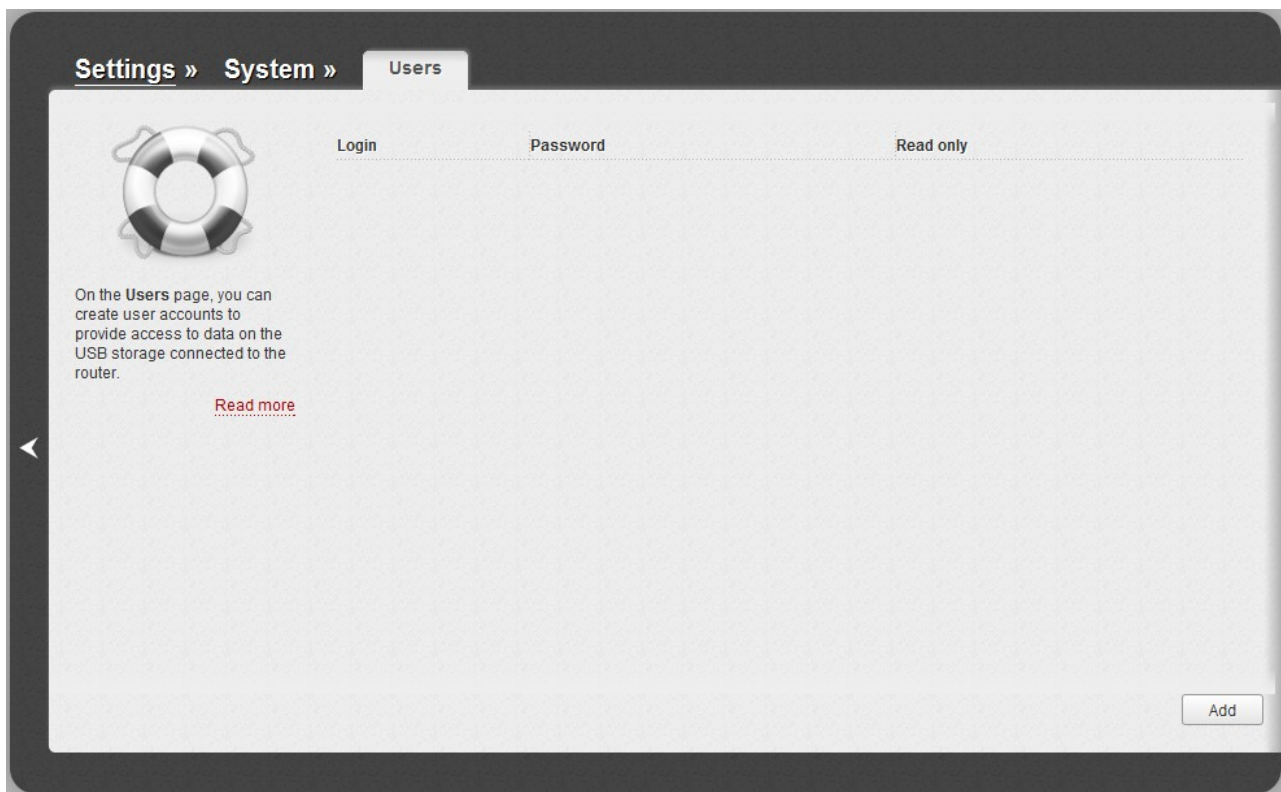 Settings » System » Users
Login Password Read only
On the Users page, you can
create user accounts to
provide access to data on the
USB storage connected to the
router.
Read more
Add